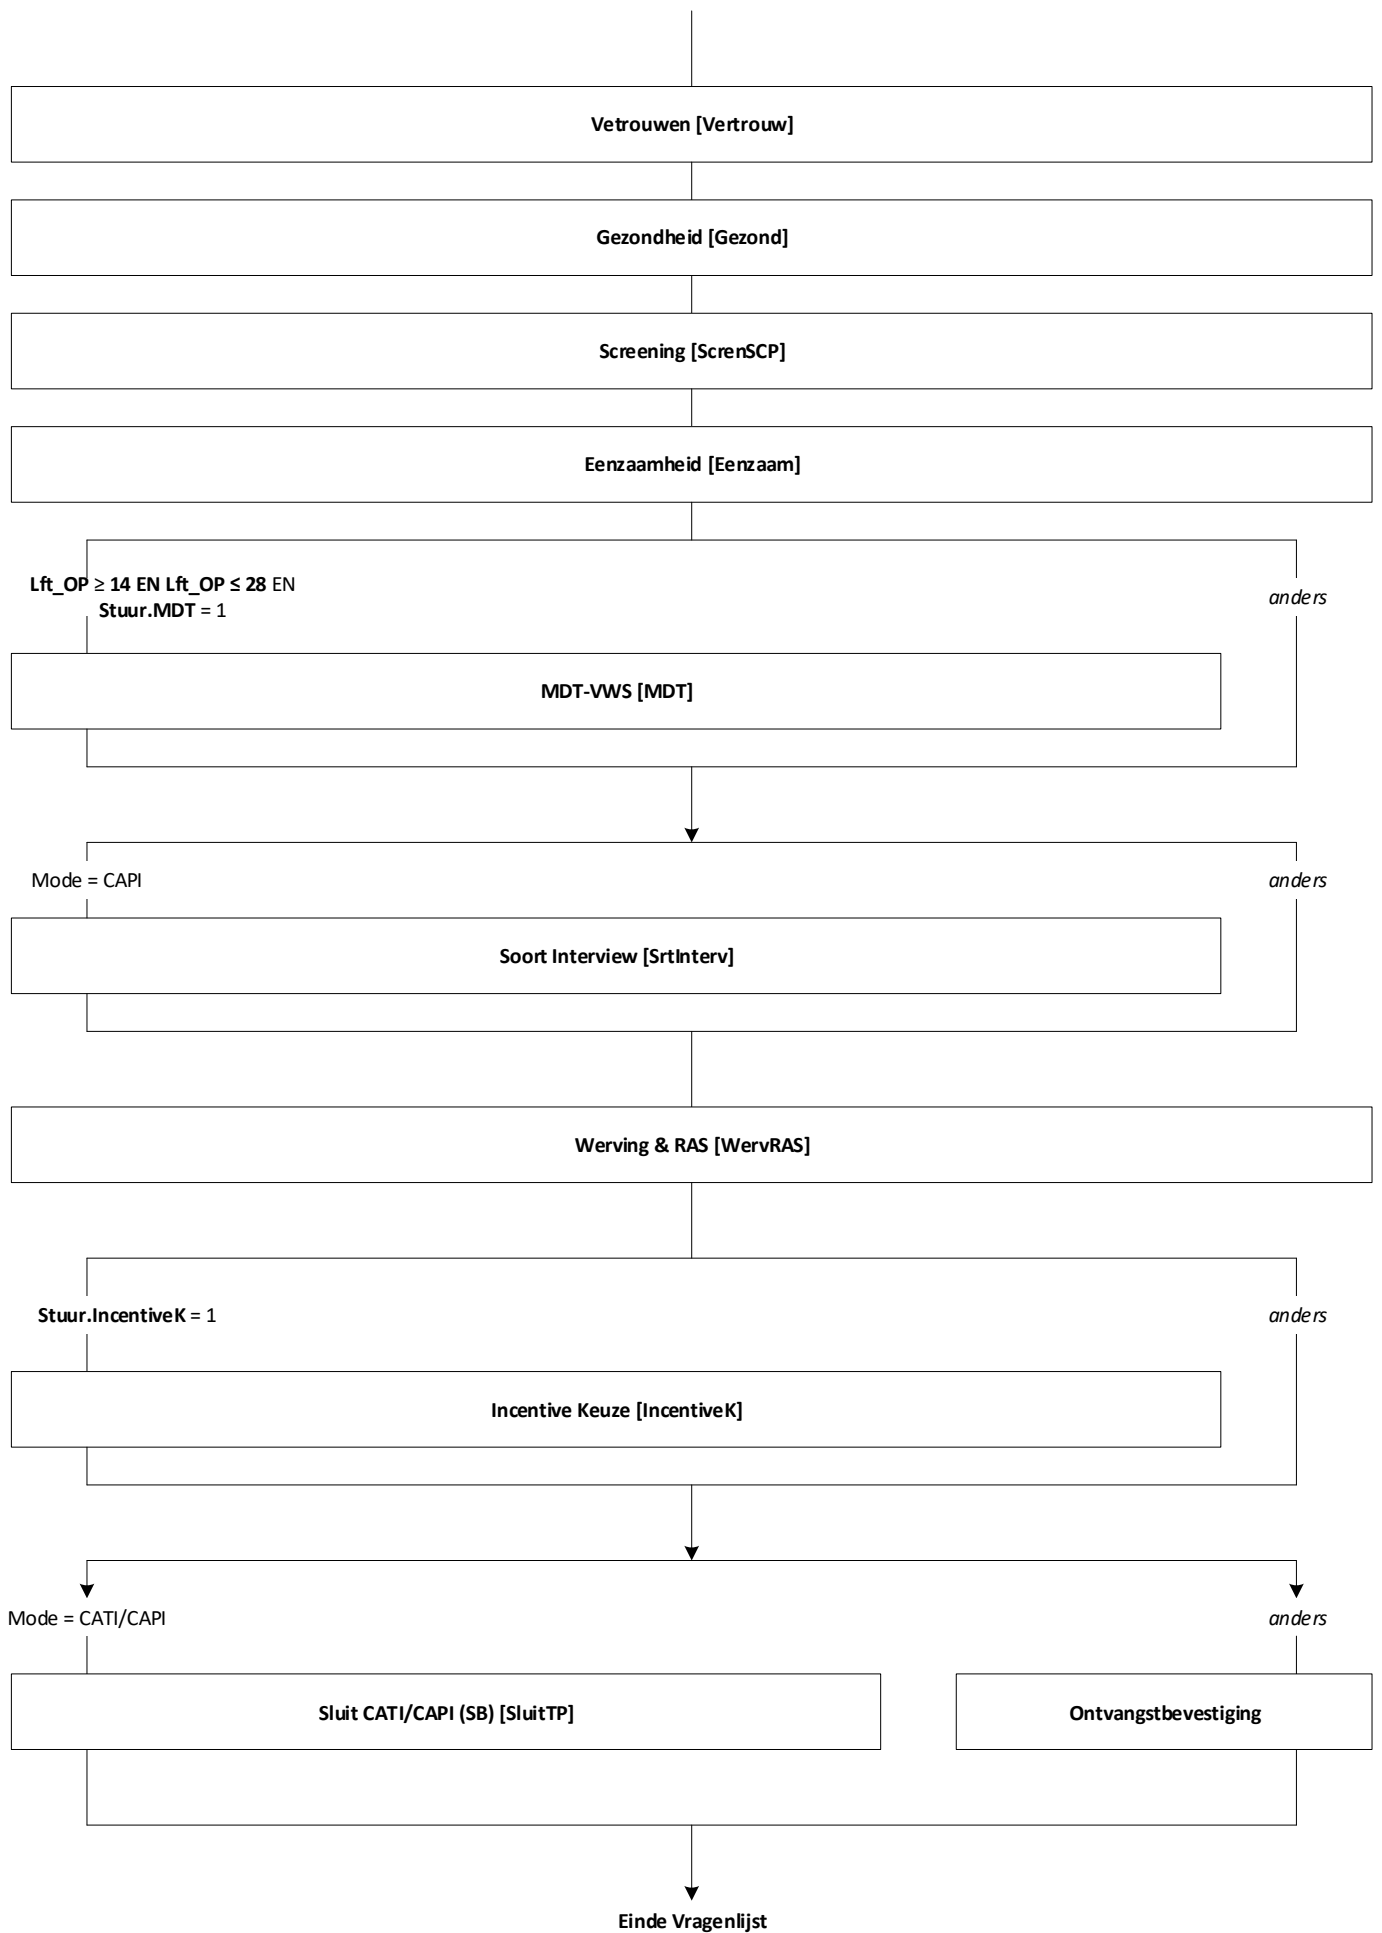 Vetrouwen [Vertrouw]
Gezondheid [Gezond]
Screening [ScrenSCP]
Eenzaamheid [Eenzaam]
Lft_OP ≥ 14 EN Lft_OP ≤ 28 EN
Stuur.MDT = 1
anders
MDT-VWS [MDT]
Mode = CAPI
anders
Soort Interview [SrtInterv]
Werving & RAS [WervRAS]
Stuur.IncentiveK = 1
anders
Incentive Keuze [IncentiveK]
Mode = CATI/CAPI
anders
Sluit CATI/CAPI (SB) [SluitTP]
Ontvangstbevestiging
Einde Vragenlijst